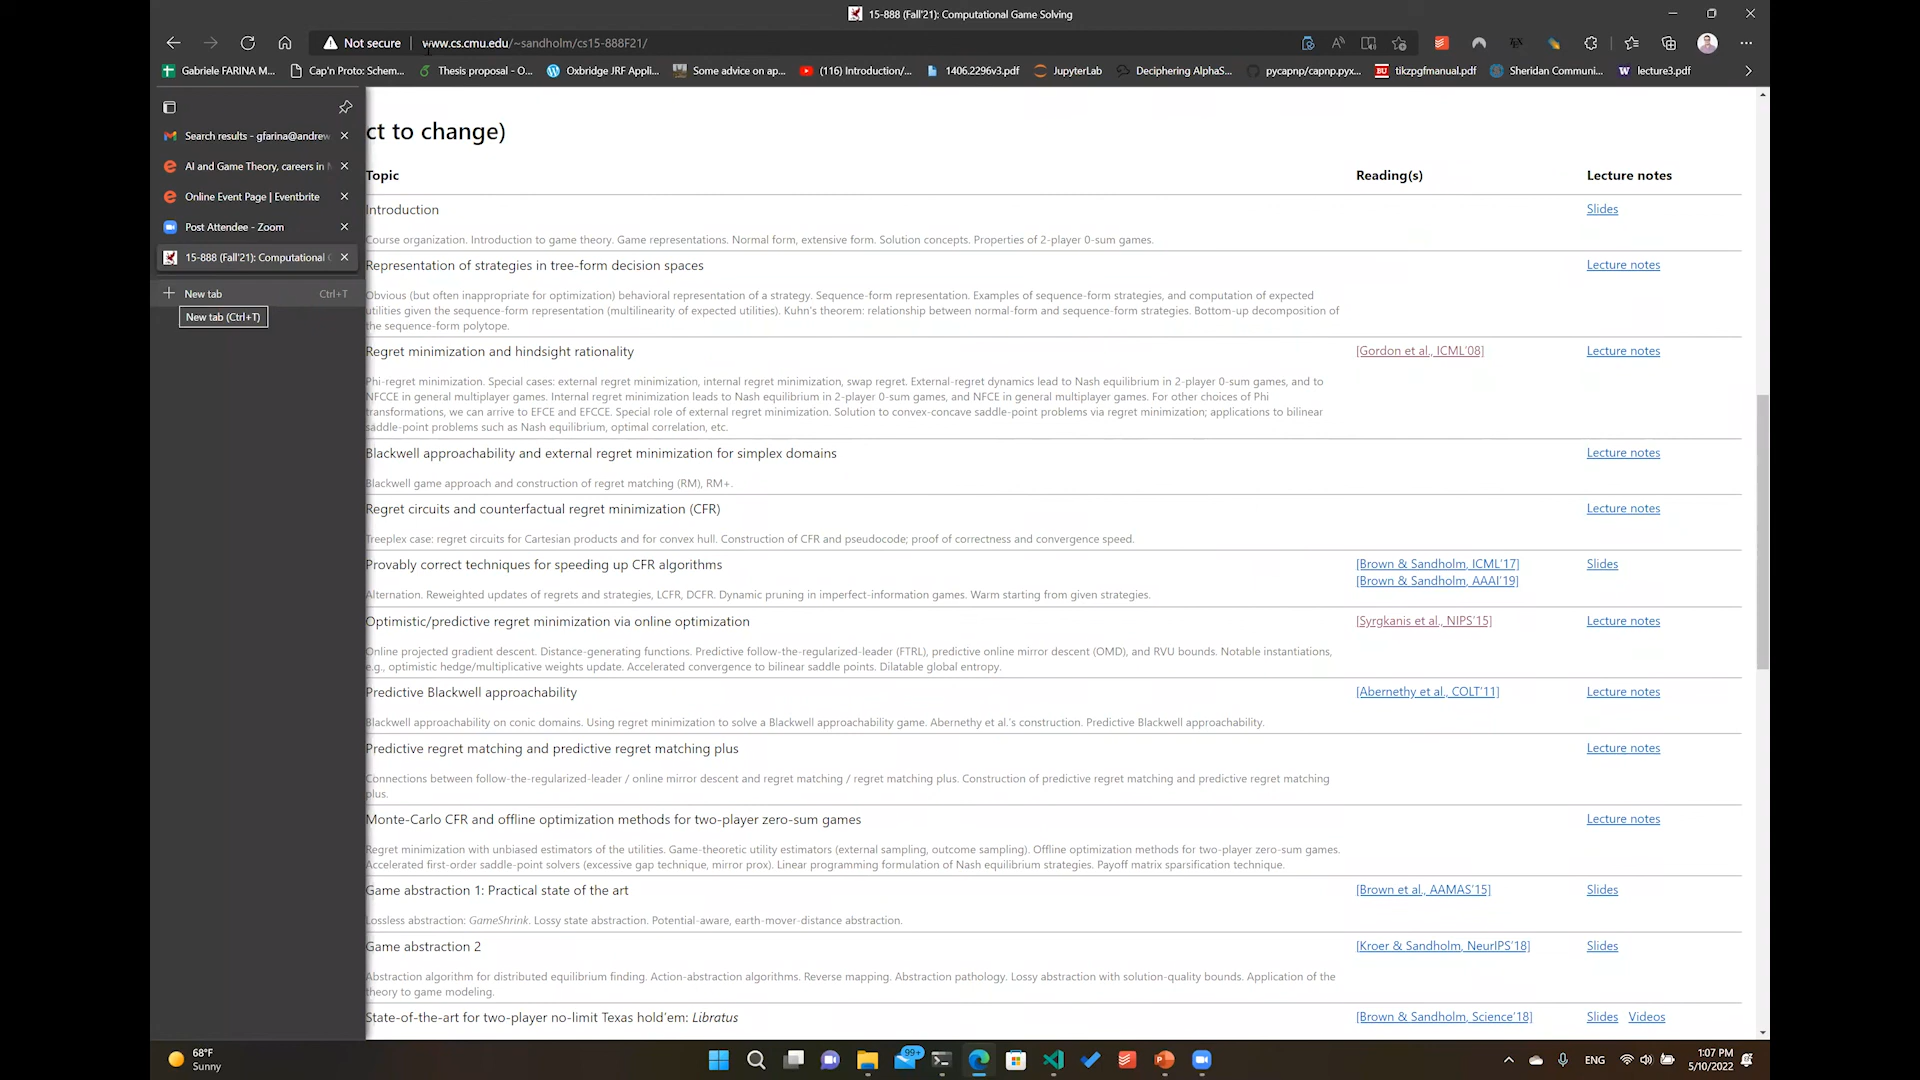 15-888 (Fall'21): Computational Game Solving
Not secure
www.cs.cmu.edu/~sandholm/cs15-888F21/
Gabriele FARINA M...
Cap'n Proto: Schem...
Thesis proposal - O...
Oxbridge JRF Appli...
Some advice on ap...
(116) Introduction/...
1406.2296v3.pdf
JupyterLab
Deciphering AlphaS...
pycapnp/capnp.pyx...
tikzpgfmanual.pdf
Sheridan Communi...
lecture3.pdf
Search results - gfarina@andrew
AI and Game Theory, careers in
Online Event Page | Eventbrite
Post Attendee - Zoom
15-888 (Fall'21): Computational
New tab Ctrl+T
New tab (Ctrl+T)
ct to change)
Topic Reading(s) Lecture notes
Introduction Slides
Course organization. Introduction to game theory. Game representations. Normal form, extensive form. Solution concepts. Properties of 2-player 0-sum games.
Representation of strategies in tree-form decision spaces Lecture notes
Obvious (but often inappropriate for optimization) behavioral representation of a strategy. Sequence-form representation. Examples of sequence-form strategies, and computation of expected
utilities given the sequence-form representation (multilinearity of expected utilities). Kuhn's theorem: relationship between normal-form and sequence-form strategies. Bottom-up decomposition of
the sequence-form polytope.
Regret minimization and hindsight rationality [Gordon et al., ICML'08] Lecture notes
Phi-regret minimization. Special cases: external regret minimization, internal regret minimization, swap regret. External-regret dynamics lead to Nash equilibrium in 2-player 0-sum games, and to
NFCCE in general multiplayer games. Internal regret minimization leads to Nash equilibrium in 2-player 0-sum games, and NFCE in general multiplayer games. For other choices of Phi
transformations, we can arrive to EFCE and EFCCE. Special role of external regret minimization. Solution to convex-concave saddle-point problems via regret minimization; applications to bilinear
saddle-point problems such as Nash equilibrium, optimal correlation, etc.
Blackwell approachability and external regret minimization for simplex domains Lecture notes
Blackwell game approach and construction of regret matching (RM), RM+.
Regret circuits and counterfactual regret minimization (CFR) Lecture notes
Treeplex case: regret circuits for Cartesian products and for convex hull. Construction of CFR and pseudocode; proof of correctness and convergence speed.
Provably correct techniques for speeding up CFR algorithms [Brown & Sandholm, ICML'17] Slides
[Brown & Sandholm, AAAI'19]
Alternation. Reweighted updates of regrets and strategies, LCFR, DCFR. Dynamic pruning in imperfect-information games. Warm starting from given strategies.
Optimistic/predictive regret minimization via online optimization [Syrgkanis et al., NIPS'15] Lecture notes
Online projected gradient descent. Distance-generating functions. Predictive follow-the-regularized-leader (FTRL), predictive online mirror descent (OMD), and RVU bounds. Notable instantiations,
e.g., optimistic hedge/multiplicative weights update. Accelerated convergence to bilinear saddle points. Dilatable global entropy.
Predictive Blackwell approachability [Abernethy et al., COLT'11] Lecture notes
Blackwell approachability on conic domains. Using regret minimization to solve a Blackwell approachability game. Abernethy et al.'s construction. Predictive Blackwell approachability.
Predictive regret matching and predictive regret matching plus Lecture notes
Connections between follow-the-regularized-leader / online mirror descent and regret matching / regret matching plus. Construction of predictive regret matching and predictive regret matching
plus.
Monte-Carlo CFR and offline optimization methods for two-player zero-sum games Lecture notes
Regret minimization with unbiased estimators of the utilities. Game-theoretic utility estimators (external sampling, outcome sampling). Offline optimization methods for two-player zero-sum games.
Accelerated first-order saddle-point solvers (excessive gap technique, mirror prox). Linear programming formulation of Nash equilibrium strategies. Payoff matrix sparsification technique.
Game abstraction 1: Practical state of the art [Brown et al., AAMAS'15] Slides
Lossless abstraction: GameShrink. Lossy state abstraction. Potential-aware, earth-mover-distance abstraction.
Game abstraction 2 [Kroer & Sandholm, NeurIPS'18] Slides
Abstraction algorithm for distributed equilibrium finding. Action-abstraction algorithms. Reverse mapping. Abstraction pathology. Lossy abstraction with solution-quality bounds. Application of the
theory to game modeling.
State-of-the-art for two-player no-limit Texas hold'em: Libratus [Brown & Sandholm, Science'18] Slides Videos
68°F
Sunny
99+
ENG
1:07 PM
5/10/2022